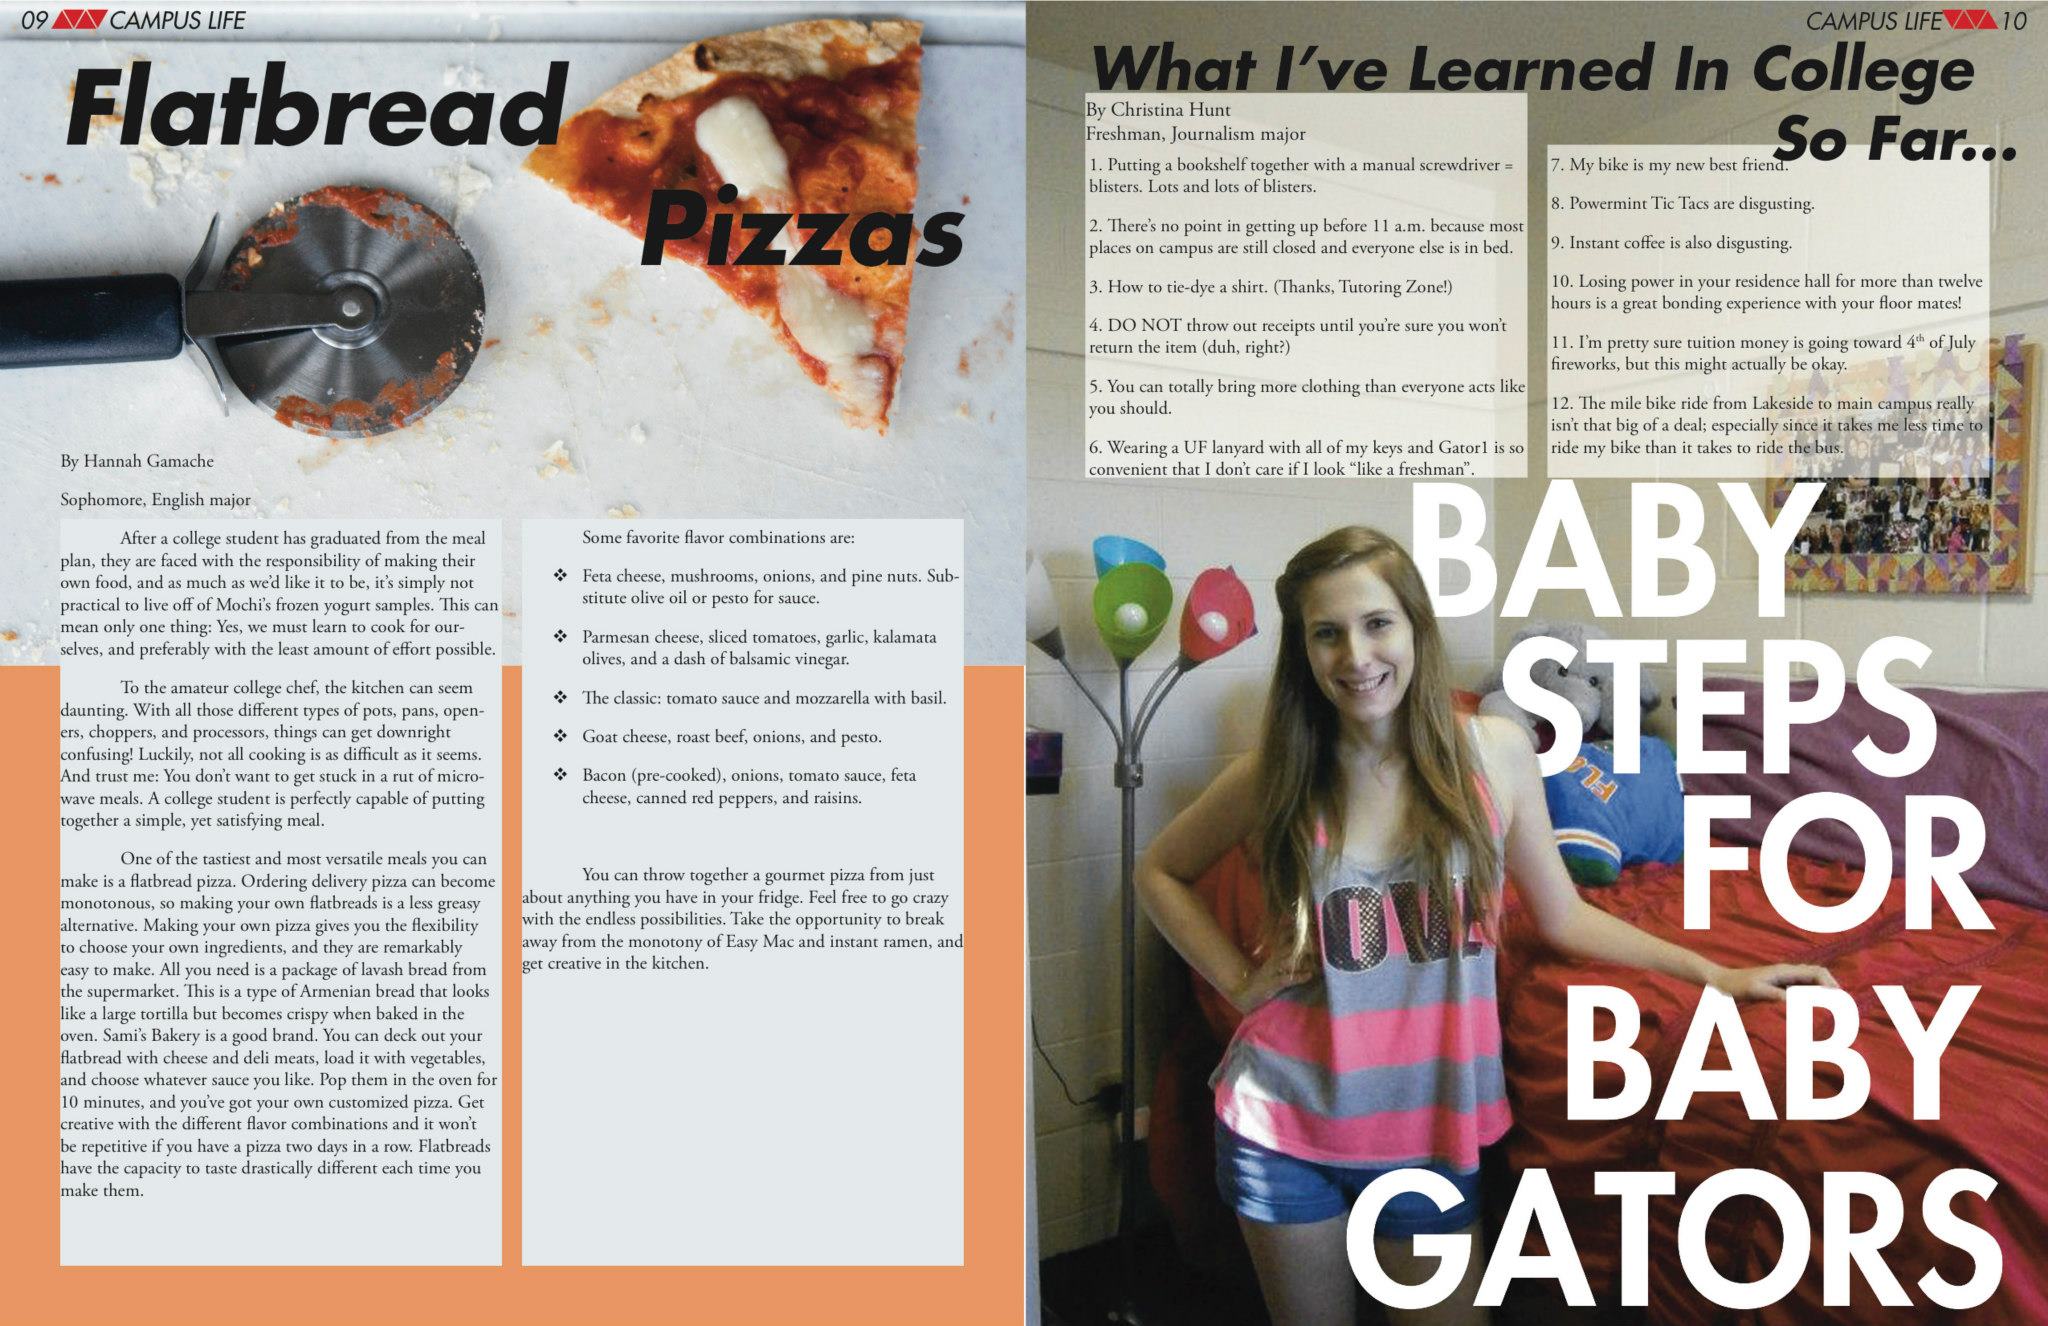 09 CAMPUS LIFE
Flatbread
Pizzas
By Hannah Gamache
Sophomore, English major
After a college student has graduated from the meal
plan, they are faced with the responsibility of making their
own food, and as much as we'd like it to be, it's simply not
practical to live off of Mochi's frozen yogurt samples. This can
mean only one thing: Yes, we must learn to cook for our-
selves, and preferably with the least amount of effort possible.
To the amateur college chef, the kitchen can seem
daunting. With all those different types of pots, pans, open-
ers, choppers, and processors, things can get downright
confusing! Luckily, not all cooking is as difficult as it seems.
And trust me: You don't want to get stuck in a rut of micro-
wave meals. A college student is perfectly capable of putting
together a simple, yet satisfying meal.
One of the tastiest and most versatile meals you can
make is a flatbread pizza. Ordering delivery pizza can become
monotonous, so making your own flatbreads is a less greasy
alternative. Making your own pizza gives you the flexibility
to choose your own ingredients, and they are remarkably
easy to make. All you need is a package of lavash bread from
the supermarket. This is a type of Armenian bread that looks
like a large tortilla but becomes crispy when baked in the
oven. Sami's Bakery is a good brand. You can deck out your
flatbread with cheese and deli meats, load it with vegetables,
and choose whatever sauce you like. Pop them in the oven for
10 minutes, and you've got your own customized pizza. Get
creative with the different flavor combinations and it won't
be repetitive if you have a pizza two days in a row. Flatbreads
have the capacity to taste drastically different each time you
make them.
Some favorite flavor combinations are:
❖ Feta cheese, mushrooms, onions, and pine nuts. Sub-
stitute olive oil or pesto for sauce.
❖ Parmesan cheese, sliced tomatoes, garlic, kalamata
olives, and a dash of balsamic vinegar.
❖ The classic: tomato sauce and mozzarella with basil.
❖ Goat cheese, roast beef, onions, and pesto.
❖ Bacon (pre-cooked), onions, tomato sauce, feta
cheese, canned red peppers, and raisins.
You can throw together a gourmet pizza from just
about anything you have in your fridge. Feel free to go crazy
with the endless possibilities. Take the opportunity to break
away from the monotony of Easy Mac and instant ramen, and
get creative in the kitchen.
CAMPUS LIFE 10
What I've Learned In College
So Far...
By Christina Hunt
Freshman, Journalism major
1. Putting a bookshelf together with a manual screwdriver =
blisters. Lots and lots of blisters.
2. There's no point in getting up before 11 a.m. because most
places on campus are still closed and everyone else is in bed.
3. How to tie-dye a shirt. (Thanks, Tutoring Zone!)
4. DO NOT throw out receipts until you're sure you won't
return the item (duh, right?)
5. You can totally bring more clothing than everyone acts like
you should.
6. Wearing a UF lanyard with all of my keys and Gator1 is so
convenient that I don't care if I look "like a freshman".
7. My bike is my new best friend.
8. Powermint Tic Tacs are disgusting.
9. Instant coffee is also disgusting.
10. Losing power in your residence hall for more than twelve
hours is a great bonding experience with your floor mates!
11. I'm pretty sure tuition money is going toward 4th of July
fireworks, but this might actually be okay.
12. The mile bike ride from Lakeside to main campus really
isn't that big of a deal; especially since it takes me less time to
ride my bike than it takes to ride the bus.
BABY
STEPS
FOR
BABY
GATORS